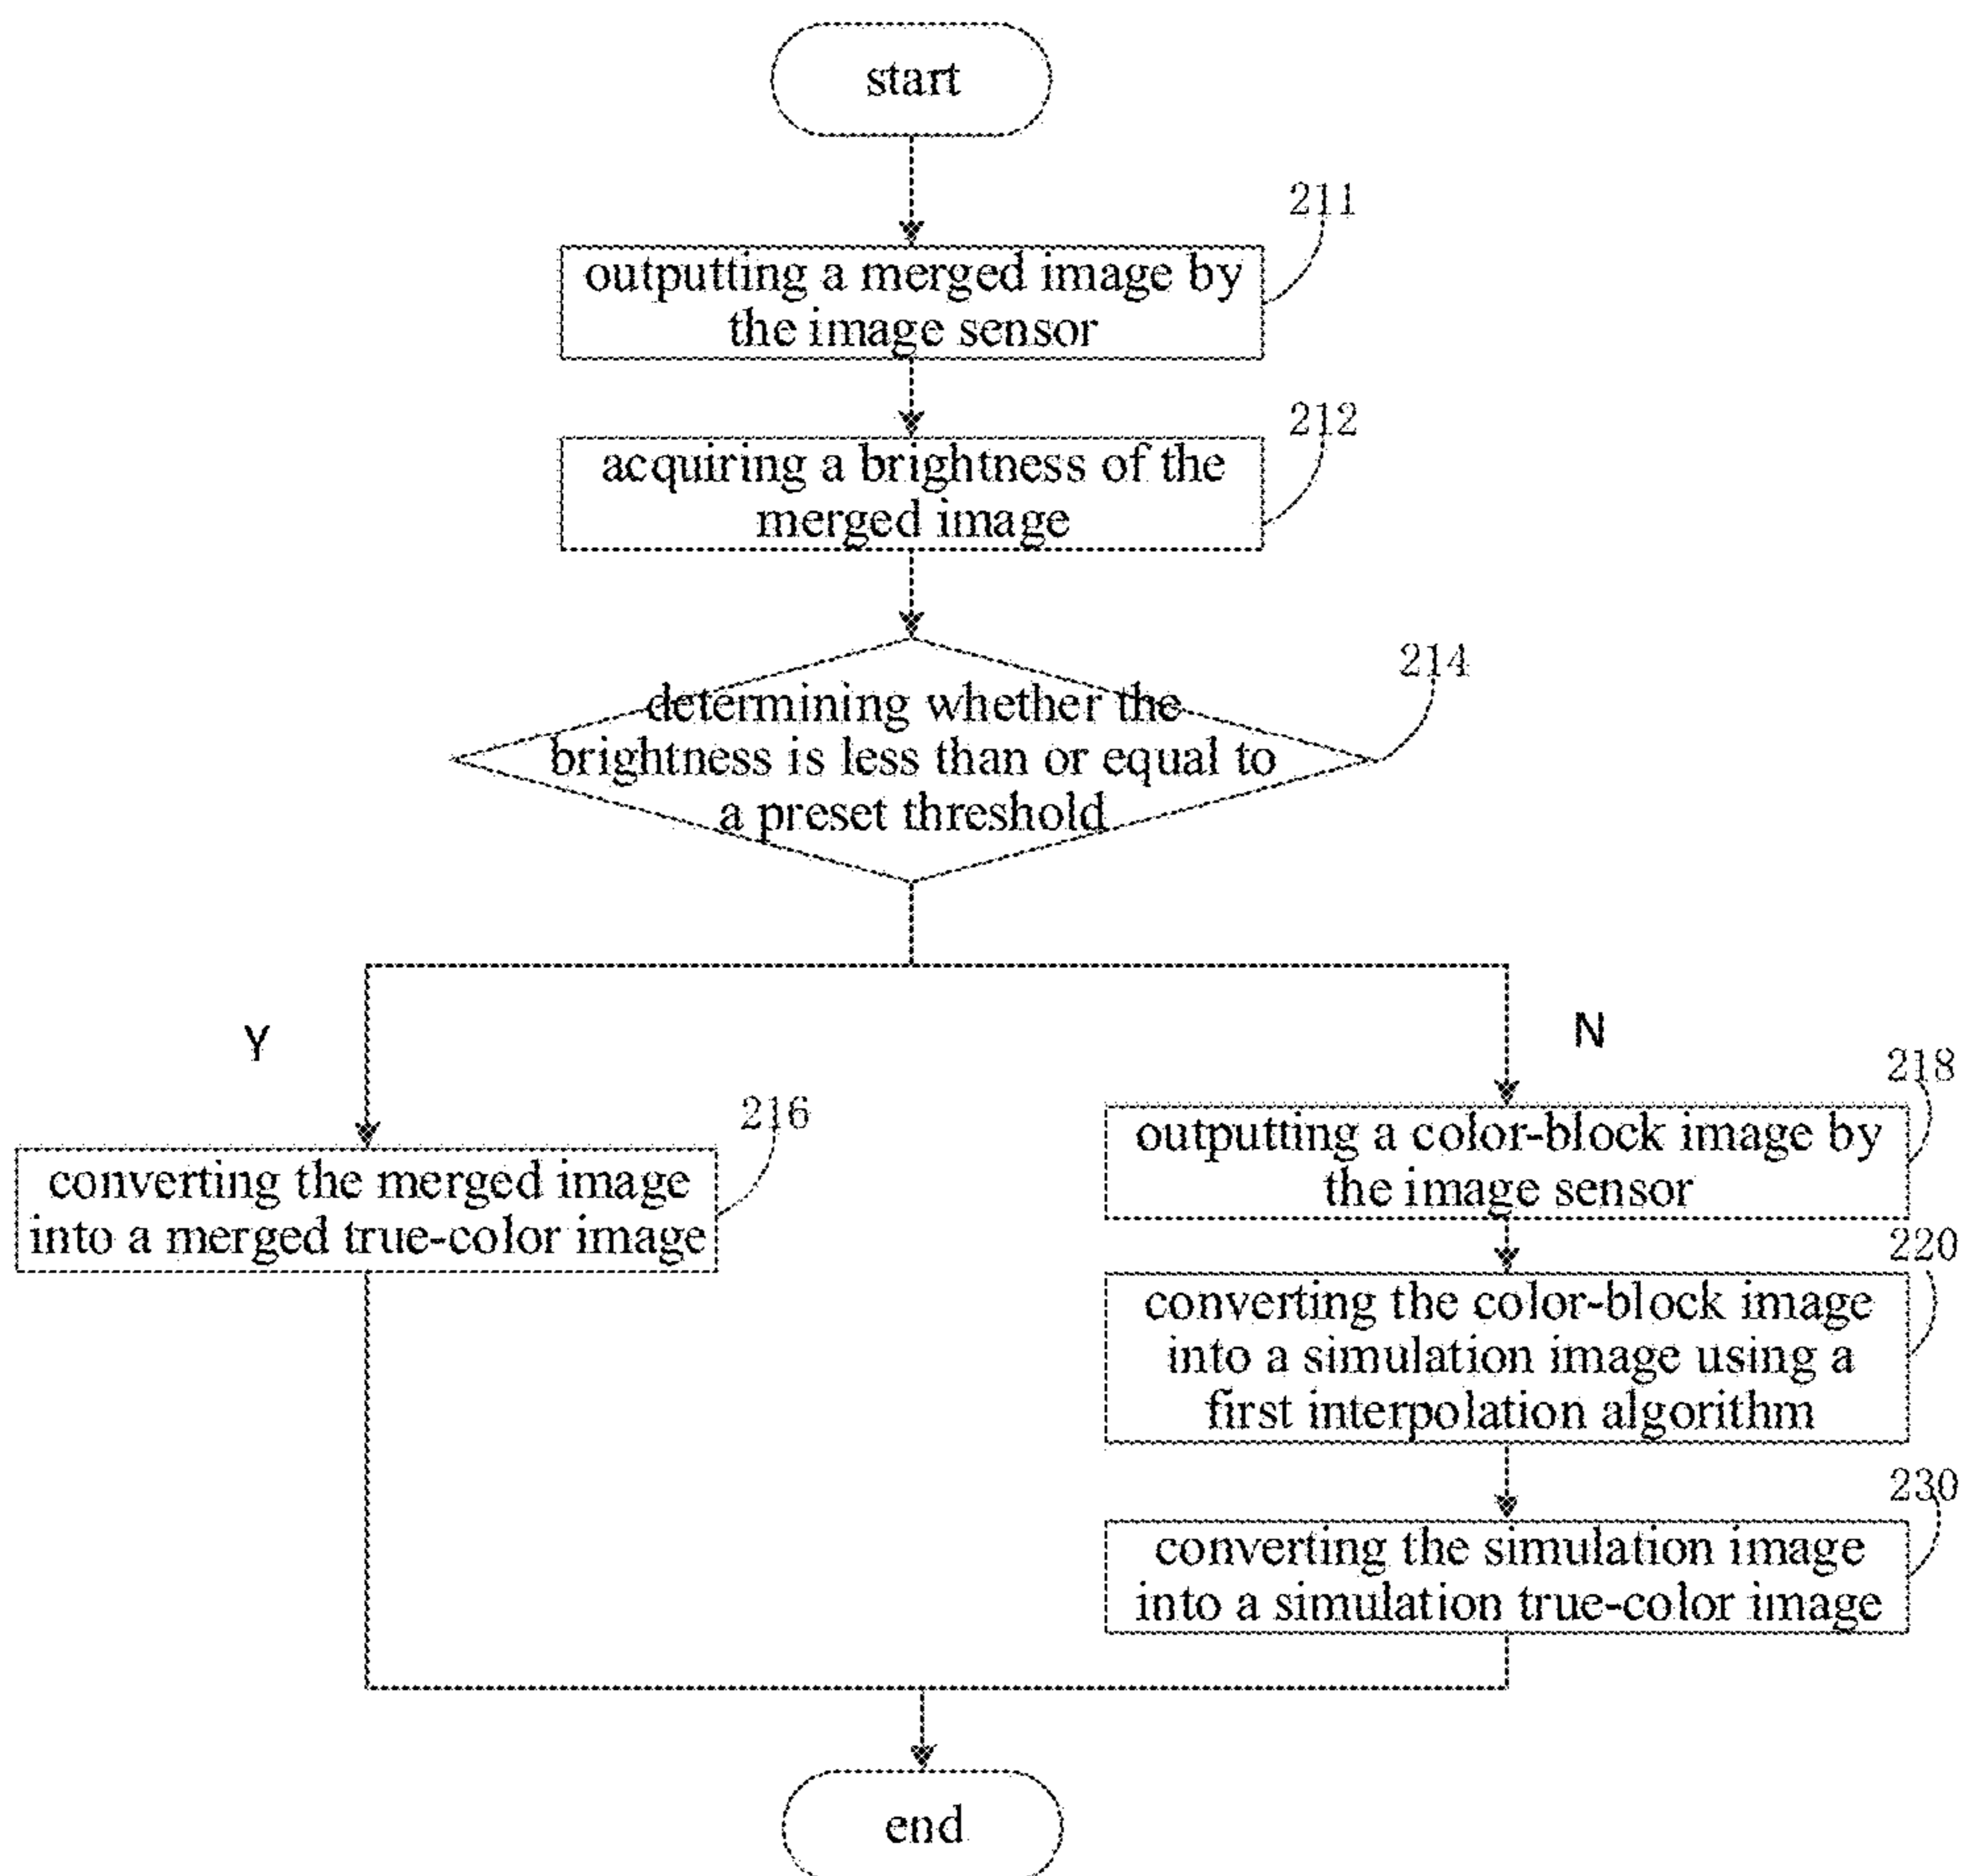 start
211
outputting a merged image by
the image sensor
212
acquiring a brightness of the
merged image
214
determining whether the
brightness is less than or equal to
a preset threshold
Y
N
216
converting the merged image
into a merged true-color image
218
outputting a color-block image by
the image sensor
220
converting the color-block image
into a simulation image using a
first interpolation algorithm
230
converting the simulation image
into a simulation true-color image
end